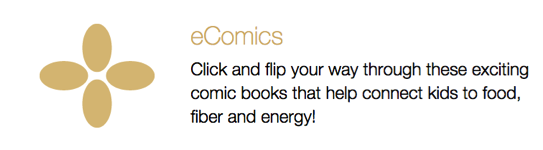 eComics
Click and flip your way through these exciting
comic books that help connect kids to food,
fiber and energy!